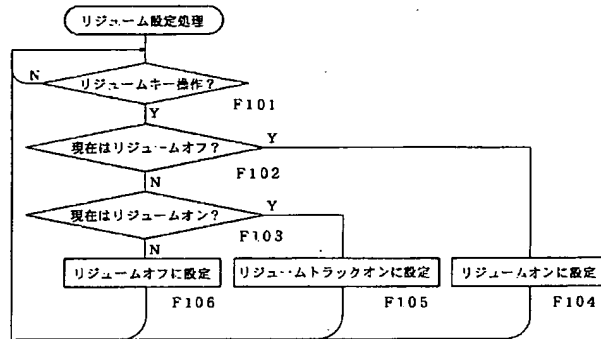 リジューム設定処理
N
リジュームキー操作?
F101
Y
現在はリジュームオフ?
Y
F102
N
現在はリジュームオン?
Y
F103
N
リジュームオフに設定
リジュームトラックオンに設定
リジュームオンに設定
F106
F105
F104